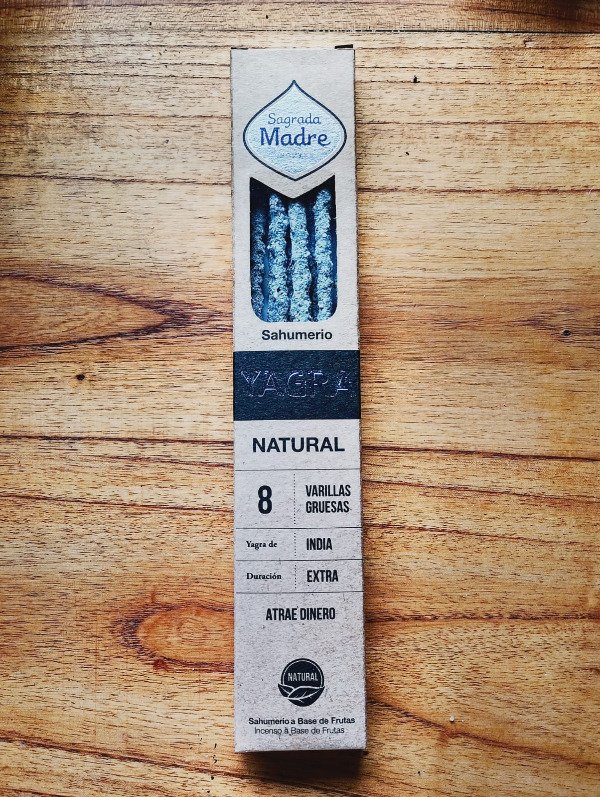 Sagrada
Madre
Sahumerio
YAGRA
NATURAL
8 VARILLAS
GRUESAS
Yagra de INDIA
Duración EXTRA
ATRAE DINERO
NATURAL
Sahumerio a Base de Frutas
Incenso à Base de Frutas